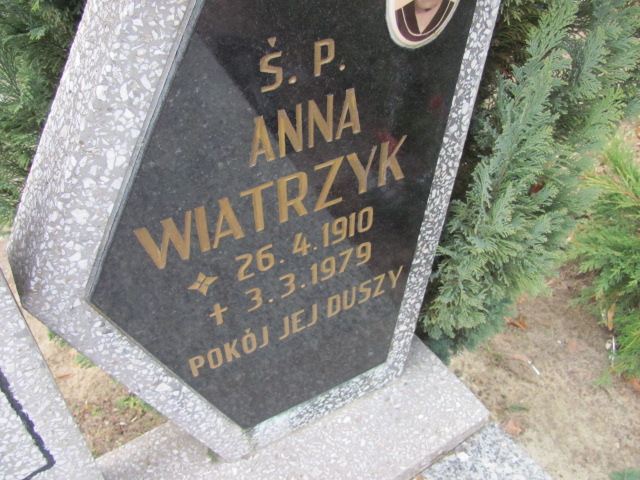 Ś. P.
ANNA
WIATRZYK
26. 4. 1910
✝ 3. 3. 1979
POKÓJ JEJ DUSZY